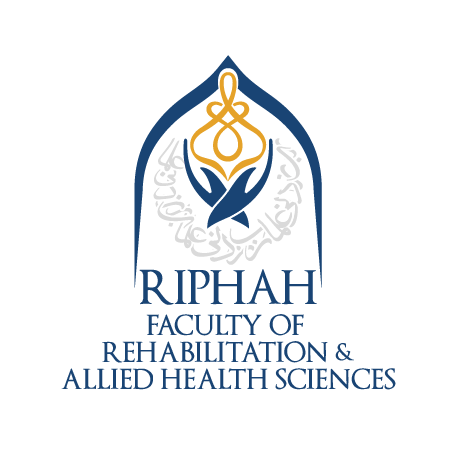 RIPHAH
FACULTY OF
REHABILITATION &
ALLIED HEALTH SCIENCES